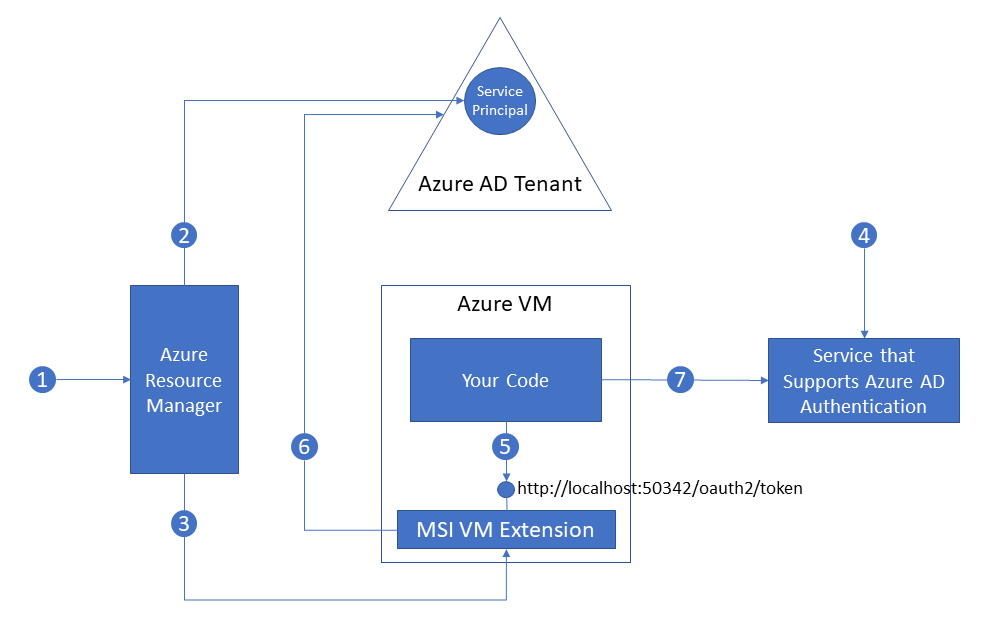 Service
Principal
Azure AD Tenant
2
4
Azure VM
Azure
Resource
Manager
1
Your Code
7
Service that
Supports Azure AD
Authentication
6
5
http://localhost:50342/oauth2/token
3
MSI VM Extension